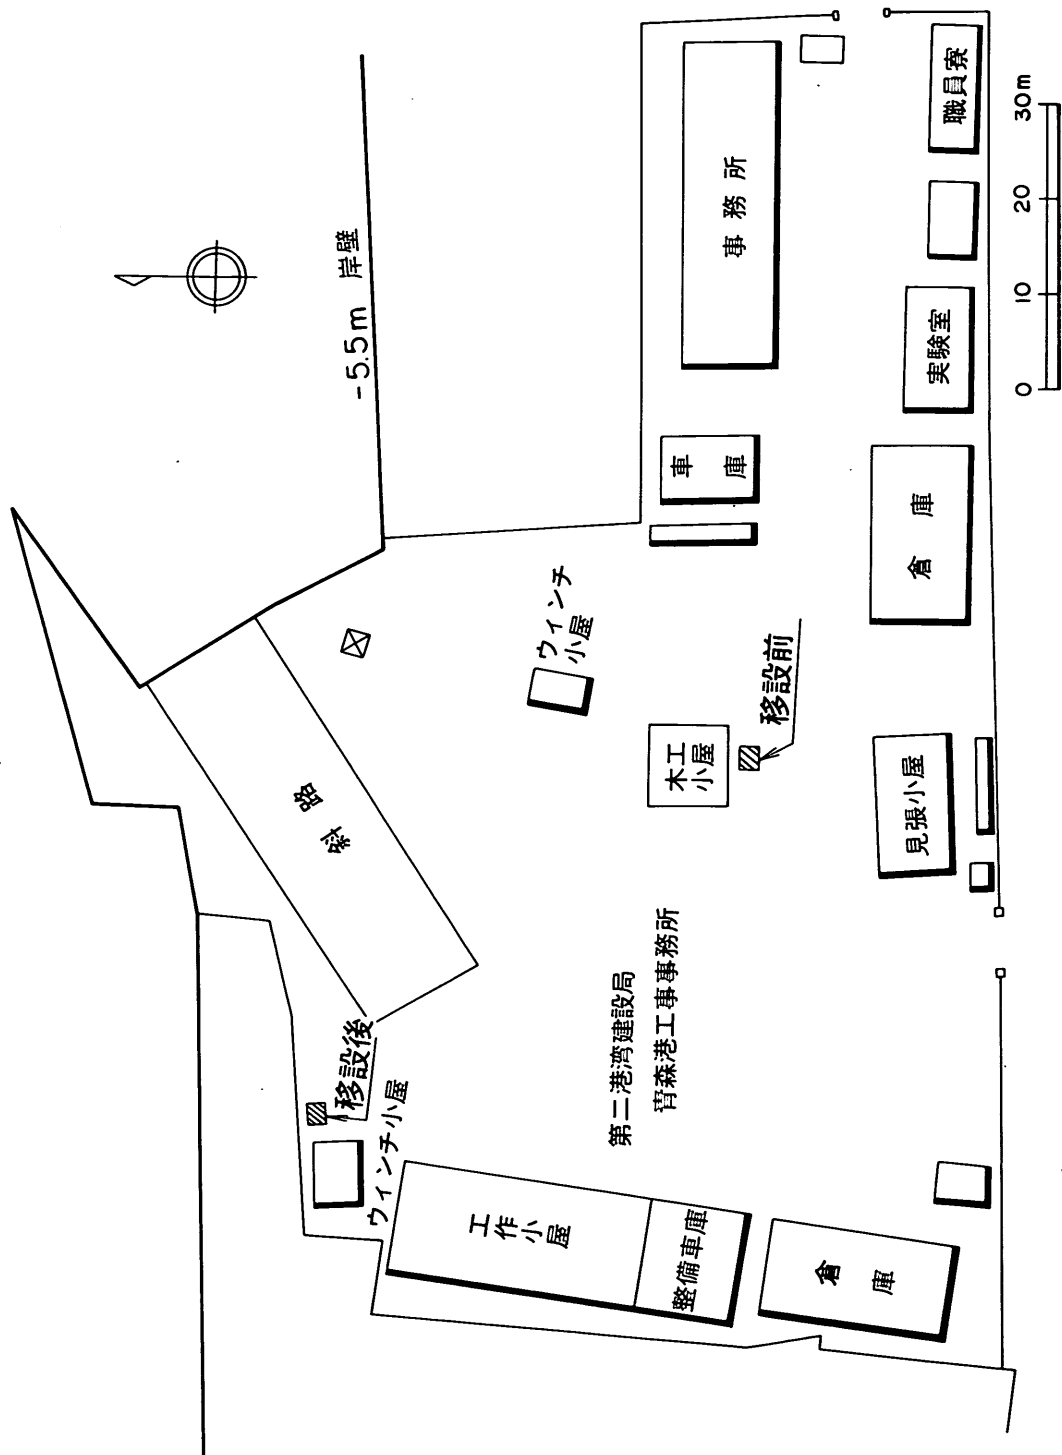 -5.5m 岸壁
斜路
ウィンチ
小屋
木工
小屋
移設前
車庫
事務所
職員寮
実験室
倉庫
見張小屋
0 10 20 30m
第二港湾建設局
青森港工事事務所
移設後
ウィンチ小屋
工作
小屋
整備車庫
倉庫